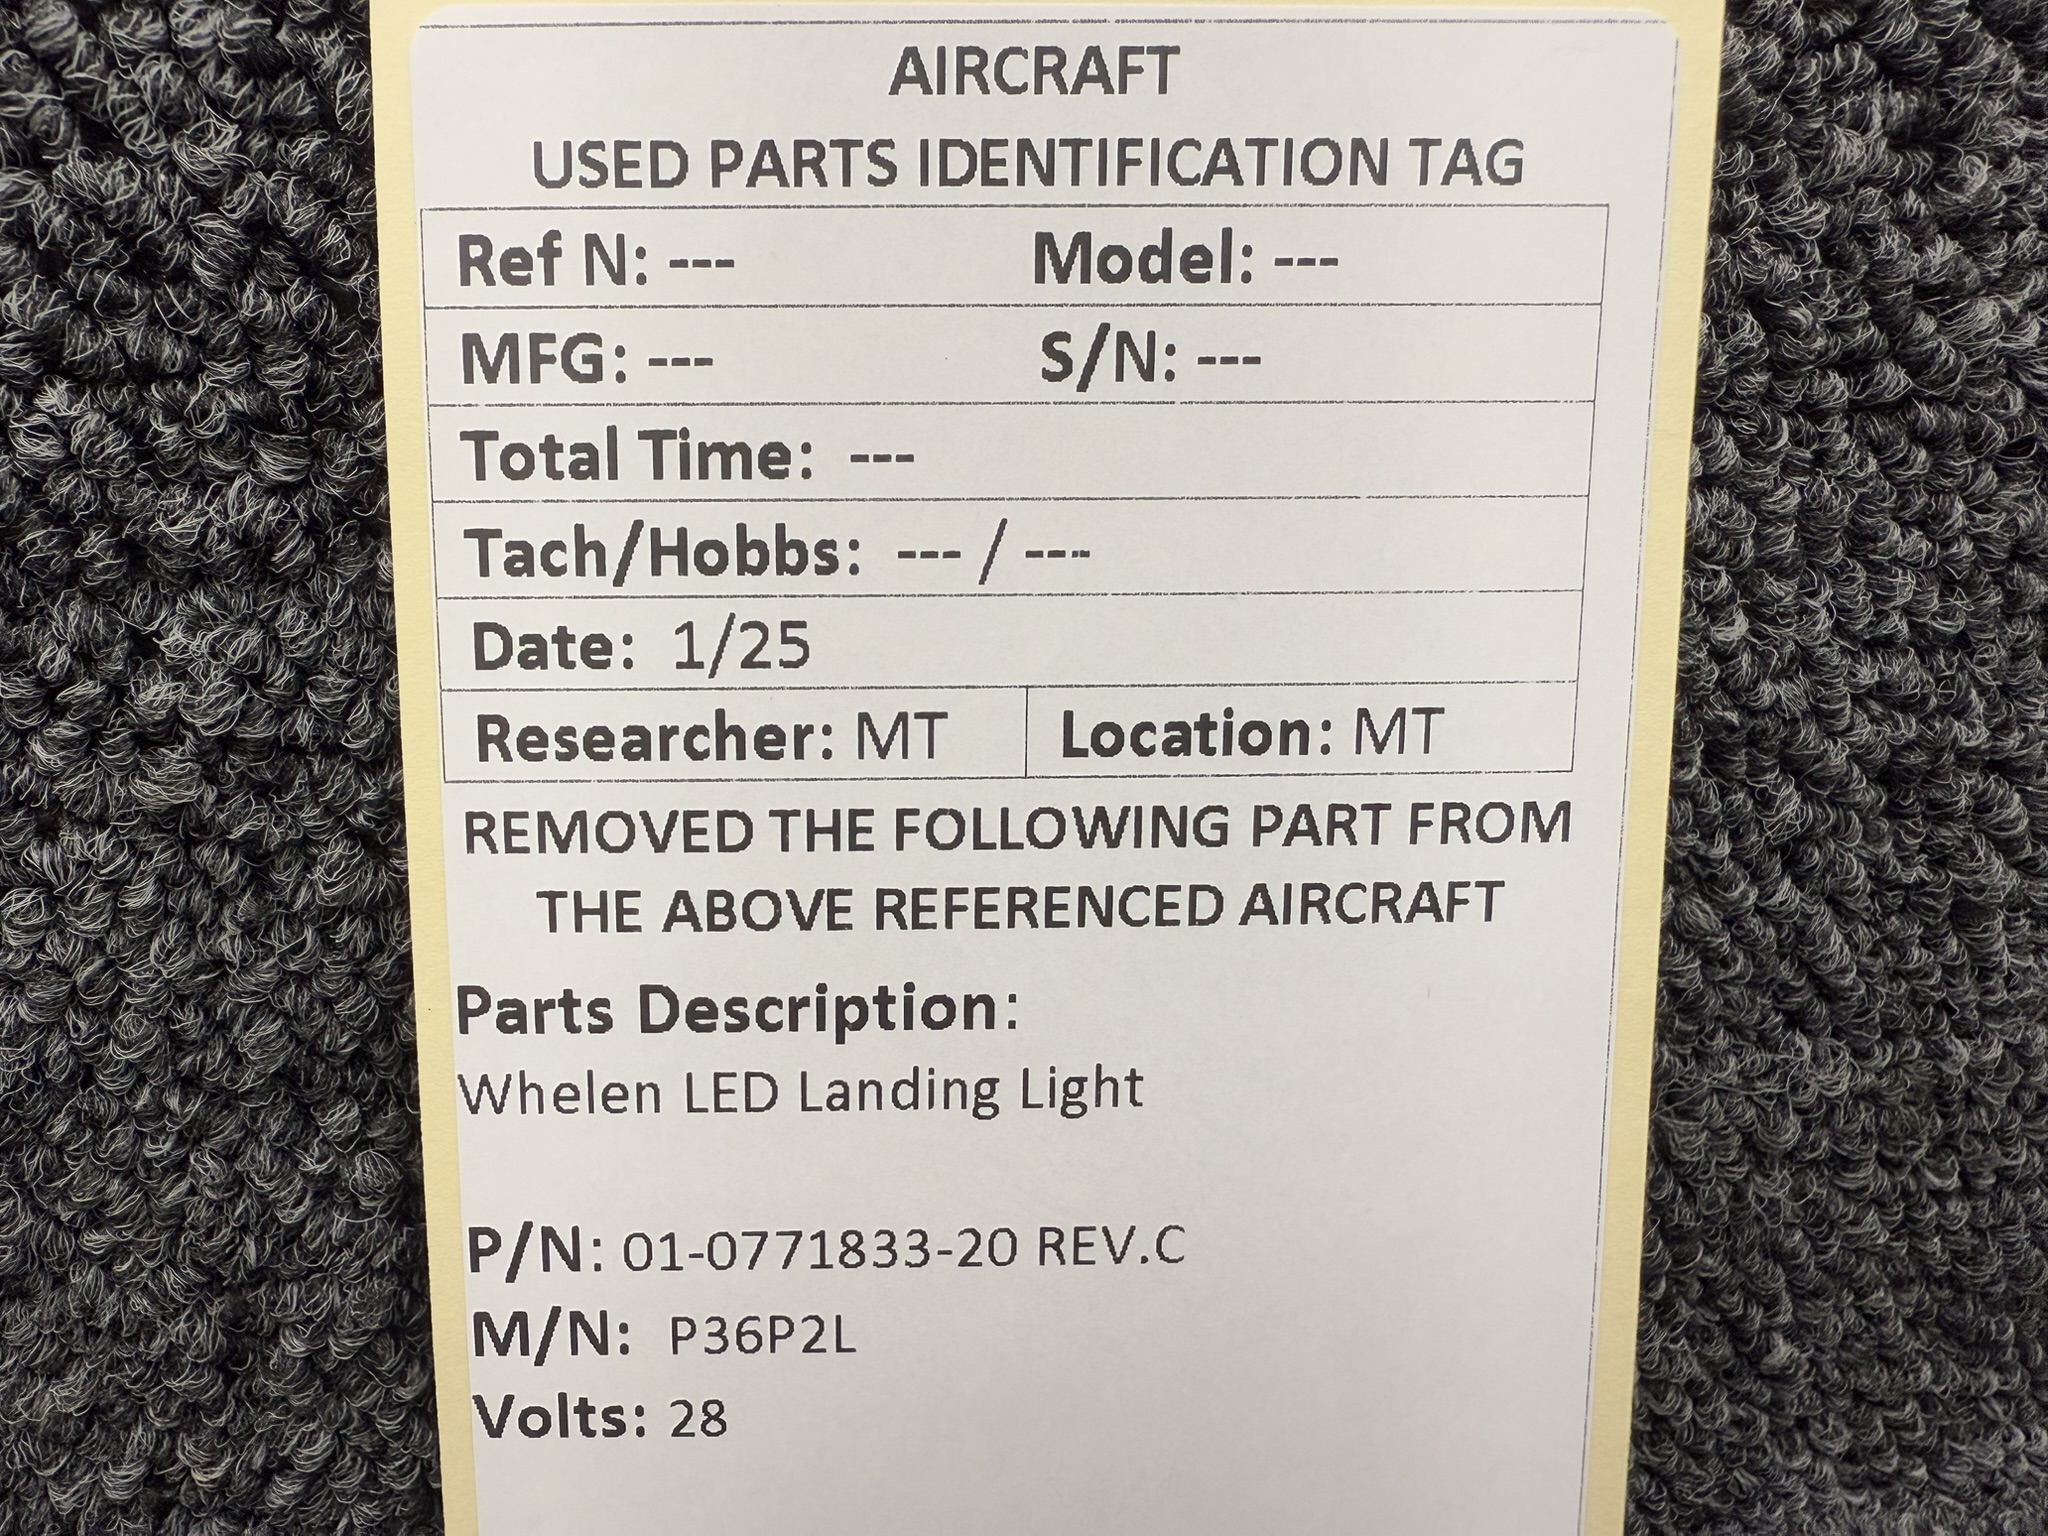 AIRCRAFT
USED PARTS IDENTIFICATION TAG
Ref N: --- Model: ---
MFG: --- S/N: ---
Total Time: ---
Tach/Hobbs: --- / ---
Date: 1/25
Researcher: MT Location: MT
REMOVED THE FOLLOWING PART FROM
THE ABOVE REFERENCED AIRCRAFT
Parts Description:
Whelen LED Landing Light
P/N: 01-0771833-20 REV.C
M/N: P36P2L
Volts: 28